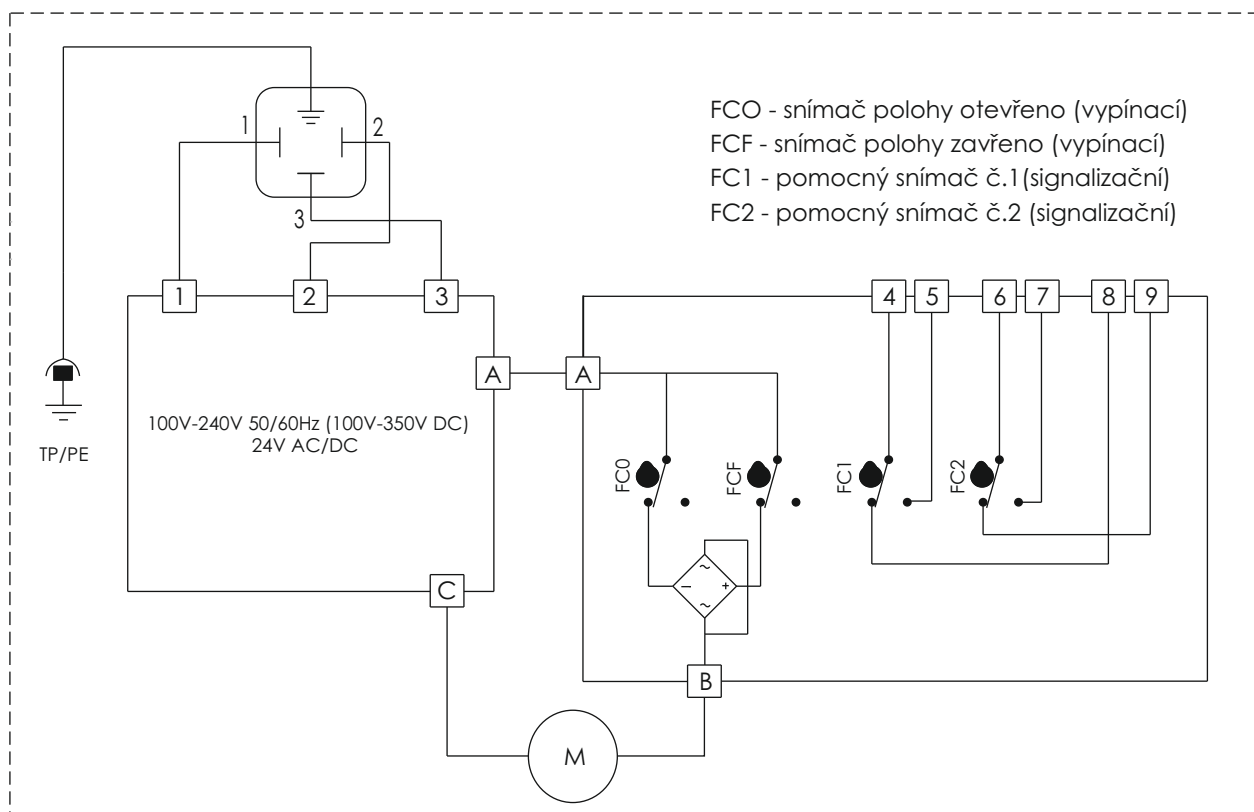 FCO - snímač polohy otevřeno (vypínací)
FCF - snímač polohy zavřeno (vypínací)
FC1 - pomocný snímač č.1(signalizační)
FC2 - pomocný snímač č.2 (signalizační)
1
2
3
1
2
3
4
5
6
7
8
9
A
A
100V-240V 50/60Hz (100V-350V DC)
24V AC/DC
TP/PE
FC0
FCF
FC1
FC2
~
-
+
~
C
B
M